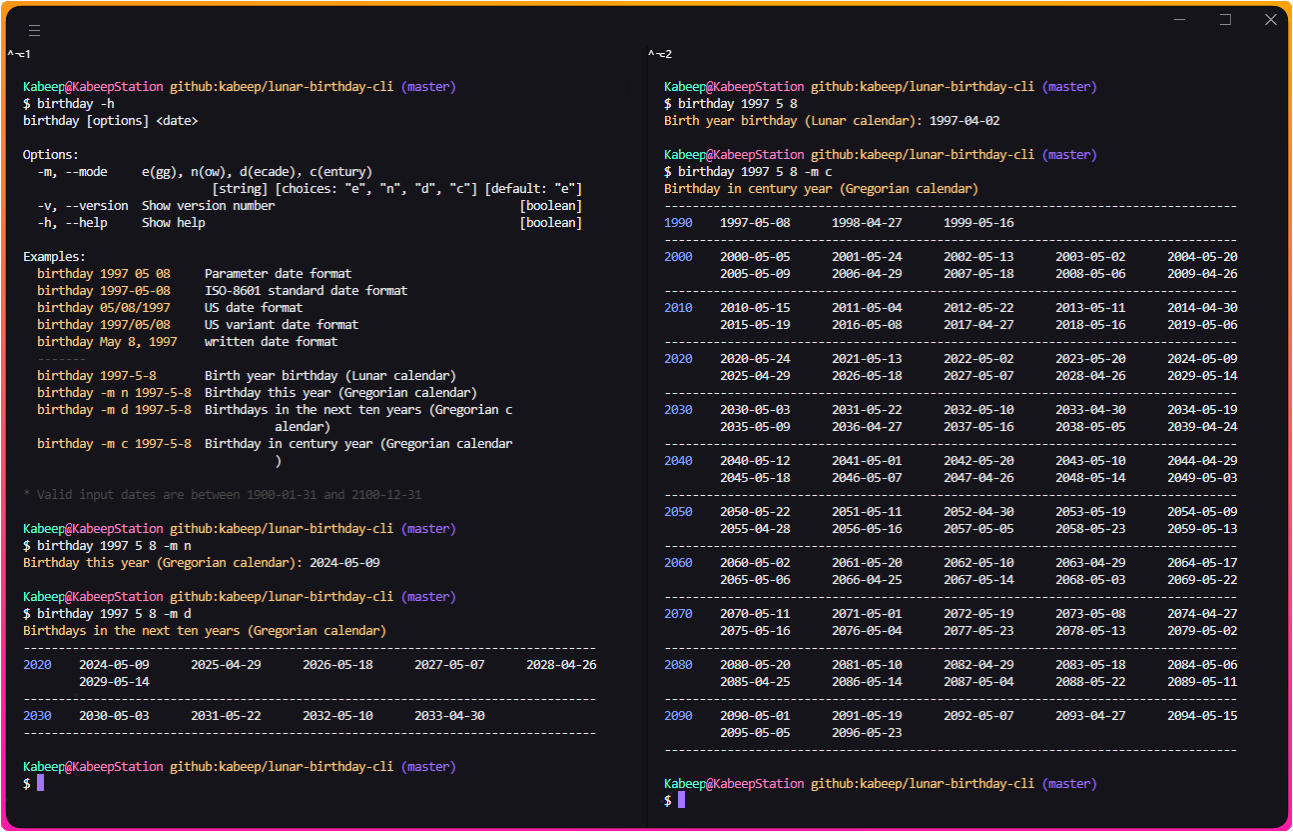 ^⌥1
Kabeep@KabeepStation github:kabeep/lunar-birthday-cli (master)
$ birthday -h
birthday [options] <date>
Options:
-m, --mode     e(gg), n(ow), d(ecade), c(entury)
[string] [choices: "e", "n", "d", "c"] [default: "e"]
-v, --version  Show version number                                   [boolean]
-h, --help     Show help                                             [boolean]
Examples:
birthday 1997 05 08     Parameter date format
birthday 1997-05-08     ISO-8601 standard date format
birthday 05/08/1997     US date format
birthday 1997/05/08     US variant date format
birthday May 8, 1997    written date format
-------
birthday 1997-5-8       Birth year birthday (Lunar calendar)
birthday -m n 1997-5-8  Birthday this year (Gregorian calendar)
birthday -m d 1997-5-8  Birthdays in the next ten years (Gregorian c
alendar)
birthday -m c 1997-5-8  Birthday in century year (Gregorian calendar
)
* Valid input dates are between 1900-01-31 and 2100-12-31
Kabeep@KabeepStation github:kabeep/lunar-birthday-cli (master)
$ birthday 1997 5 8 -m n
Birthday this year (Gregorian calendar): 2024-05-09
Kabeep@KabeepStation github:kabeep/lunar-birthday-cli (master)
$ birthday 1997 5 8 -m d
Birthdays in the next ten years (Gregorian calendar)
----------------------------------------------------------------------------------
2020    2024-05-09      2025-04-29      2026-05-18      2027-05-07      2028-04-26
2029-05-14
----------------------------------------------------------------------------------
2030    2030-05-03      2031-05-22      2032-05-10      2033-04-30
----------------------------------------------------------------------------------
Kabeep@KabeepStation github:kabeep/lunar-birthday-cli (master)
$
^⌥2
Kabeep@KabeepStation github:kabeep/lunar-birthday-cli (master)
$ birthday 1997 5 8
Birth year birthday (Lunar calendar): 1997-04-02
Kabeep@KabeepStation github:kabeep/lunar-birthday-cli (master)
$ birthday 1997 5 8 -m c
Birthday in century year (Gregorian calendar)
----------------------------------------------------------------------------------
1990    1997-05-08      1998-04-27      1999-05-16
----------------------------------------------------------------------------------
2000    2000-05-05      2001-05-24      2002-05-13      2003-05-02      2004-05-20
2005-05-09      2006-04-29      2007-05-18      2008-05-06      2009-04-26
----------------------------------------------------------------------------------
2010    2010-05-15      2011-05-04      2012-05-22      2013-05-11      2014-04-30
2015-05-19      2016-05-08      2017-04-27      2018-05-16      2019-05-06
----------------------------------------------------------------------------------
2020    2020-05-24      2021-05-13      2022-05-02      2023-05-20      2024-05-09
2025-04-29      2026-05-18      2027-05-07      2028-04-26      2029-05-14
----------------------------------------------------------------------------------
2030    2030-05-03      2031-05-22      2032-05-10      2033-04-30      2034-05-19
2035-05-09      2036-04-27      2037-05-16      2038-05-05      2039-04-24
----------------------------------------------------------------------------------
2040    2040-05-12      2041-05-01      2042-05-20      2043-05-10      2044-04-29
2045-05-18      2046-05-07      2047-04-26      2048-05-14      2049-05-03
----------------------------------------------------------------------------------
2050    2050-05-22      2051-05-11      2052-04-30      2053-05-19      2054-05-09
2055-04-28      2056-05-16      2057-05-05      2058-05-23      2059-05-13
----------------------------------------------------------------------------------
2060    2060-05-02      2061-05-20      2062-05-10      2063-04-29      2064-05-17
2065-05-06      2066-04-25      2067-05-14      2068-05-03      2069-05-22
----------------------------------------------------------------------------------
2070    2070-05-11      2071-05-01      2072-05-19      2073-05-08      2074-04-27
2075-05-16      2076-05-04      2077-05-23      2078-05-13      2079-05-02
----------------------------------------------------------------------------------
2080    2080-05-20      2081-05-10      2082-04-29      2083-05-18      2084-05-06
2085-04-25      2086-05-14      2087-05-04      2088-05-22      2089-05-11
----------------------------------------------------------------------------------
2090    2090-05-01      2091-05-19      2092-05-07      2093-04-27      2094-05-15
2095-05-05      2096-05-23
----------------------------------------------------------------------------------
Kabeep@KabeepStation github:kabeep/lunar-birthday-cli (master)
$